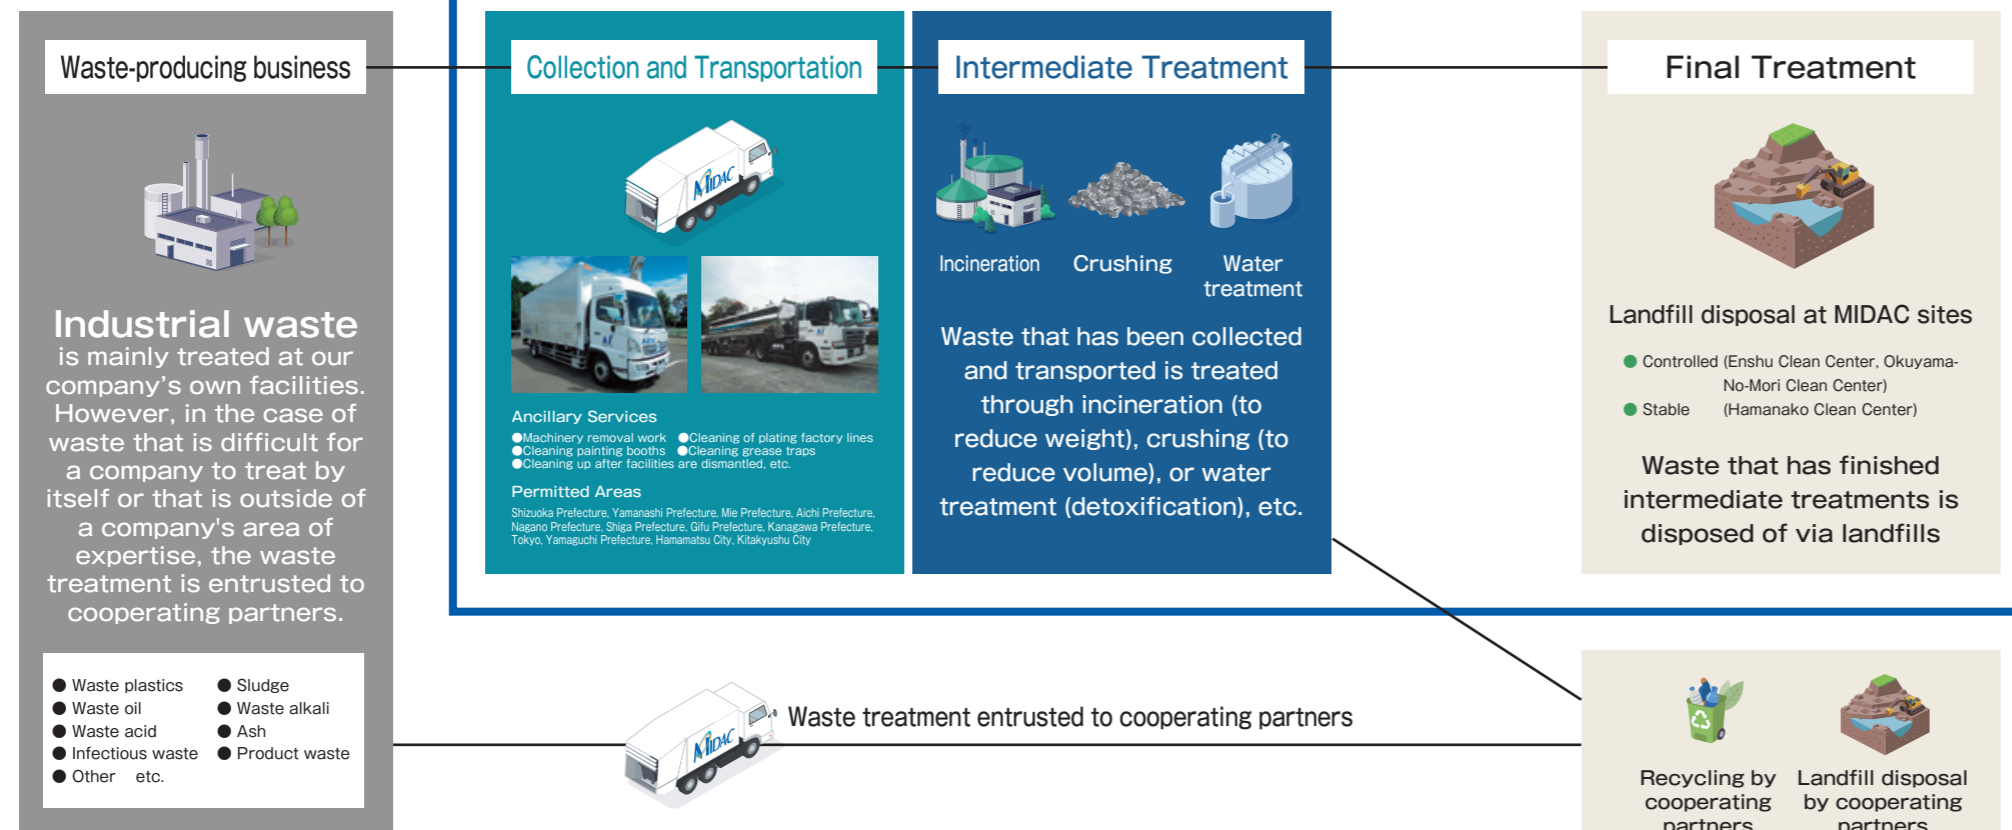 Waste-producing business
Industrial waste
is mainly treated at our
company's own facilities.
However, in the case of
waste that is difficult for
a company to treat by
itself or that is outside of
a company's area of
expertise, the waste
treatment is entrusted to
cooperating partners.
● Waste plastics ● Sludge
● Waste oil ● Waste alkali
● Waste acid ● Ash
● Infectious waste ● Product waste
● Other etc.
Collection and Transportation
MIDAC
Ancillary Services
●Machinery removal work ●Cleaning of plating factory lines
●Cleaning painting booths ●Cleaning grease traps
●Cleaning up after facilities are dismantled, etc.
Permitted Areas
Shizuoka Prefecture, Yamanashi Prefecture, Mie Prefecture, Aichi Prefecture,
Nagano Prefecture, Shiga Prefecture, Gifu Prefecture, Kanagawa Prefecture,
Tokyo, Yamaguchi Prefecture, Hamamatsu City, Kitakyushu City
Intermediate Treatment
Incineration
Crushing
Water
treatment
Waste that has been collected
and transported is treated
through incineration (to
reduce weight), crushing (to
reduce volume), or water
treatment (detoxification), etc.
Final Treatment
Landfill disposal at MIDAC sites
● Controlled (Enshu Clean Center, Okuyama-
No-Mori Clean Center)
● Stable (Hamanako Clean Center)
Waste that has finished
intermediate treatments is
disposed of via landfills
MIDAC
Waste treatment entrusted to cooperating partners
Recycling by
cooperating
partners
Landfill disposal
by cooperating
partners